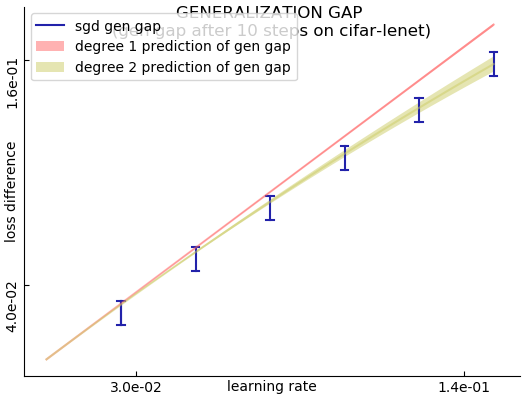 GENERALIZATION GAP
(gen gap after 10 steps on cifar-lenet)
sgd gen gap
degree 1 prediction of gen gap
degree 2 prediction of gen gap
1.6e-01
loss difference
4.0e-02
3.0e-02
learning rate
1.4e-01